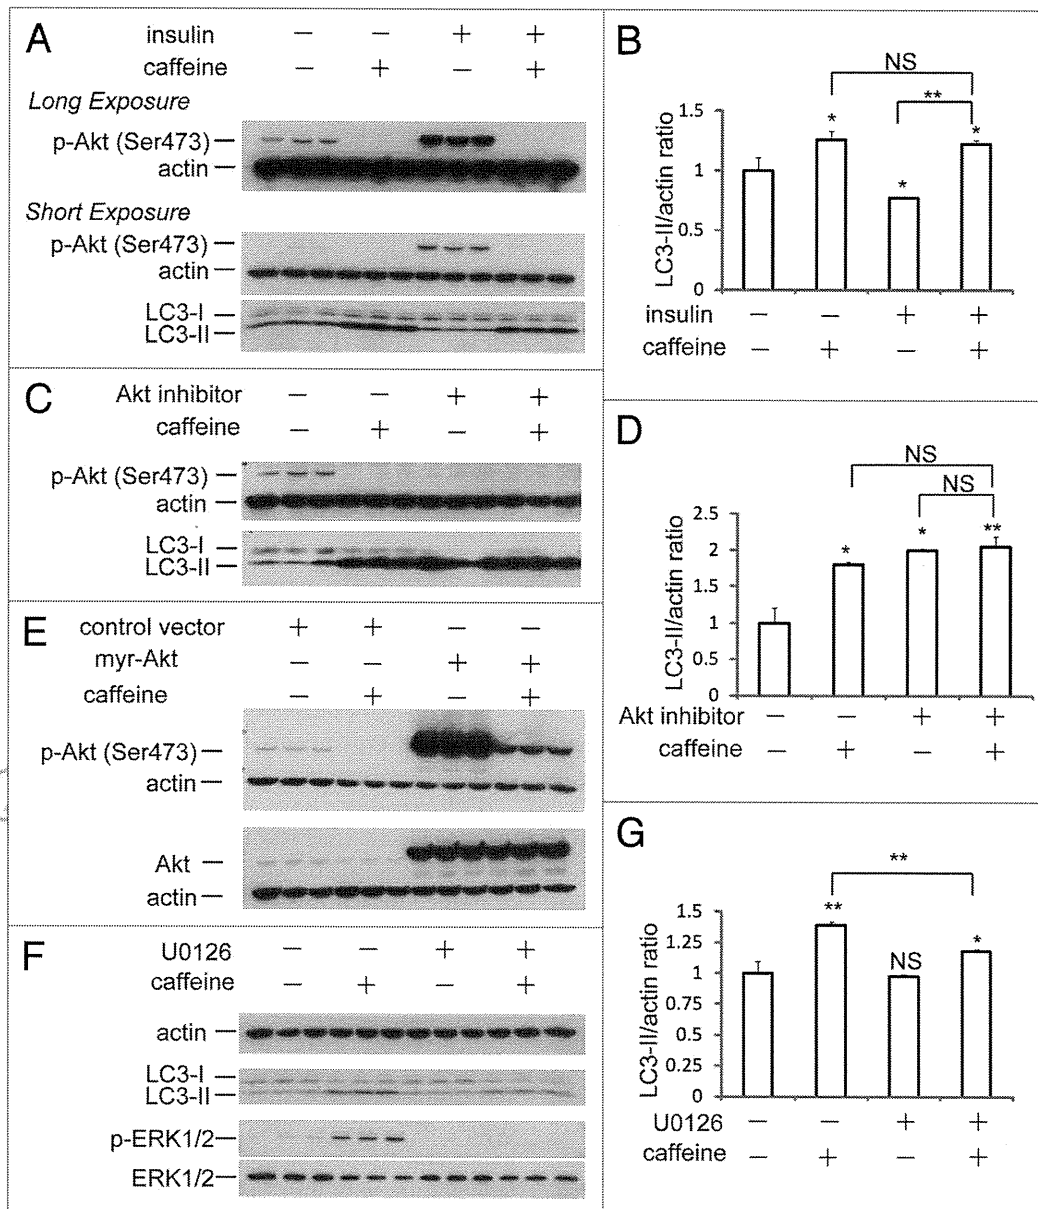 A
insulin − − + +
caffeine − + − +
Long Exposure
p-Akt (Ser473)
actin
Short Exposure
p-Akt (Ser473)
actin
LC3-I
LC3-II
B
NS
**
* * *
LC3-II/actin ratio
1.5
1
0.5
0
insulin − − + +
caffeine − + − +
C
Akt inhibitor − − + +
caffeine − + − +
p-Akt (Ser473)
actin
LC3-I
LC3-II
D
NS
NS
* * **
LC3-II/actin ratio
2.5
2
1.5
1
0.5
0
Akt inhibitor − − + +
caffeine − + − +
E
control vector + + − −
myr-Akt − − + +
caffeine − + − +
p-Akt (Ser473)
actin
Akt
actin
F
U0126 − − + +
caffeine − + − +
actin
LC3-I
LC3-II
p-ERK1/2
ERK1/2
G
**
** NS *
LC3-II/actin ratio
1.5
1.25
1
0.75
0.5
0.25
0
U0126 − − + +
caffeine − + − +